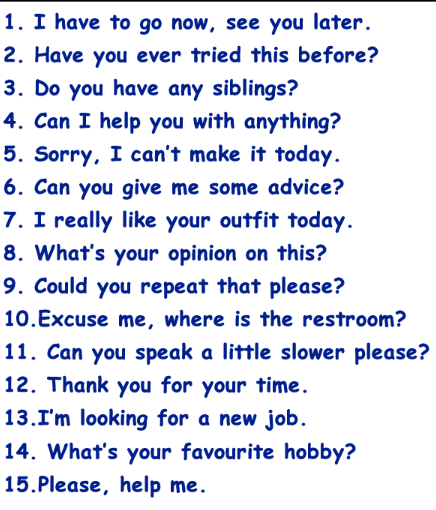 1. I have to go now, see you later.
2. Have you ever tried this before?
3. Do you have any siblings?
4. Can I help you with anything?
5. Sorry, I can't make it today.
6. Can you give me some advice?
7. I really like your outfit today.
8. What's your opinion on this?
9. Could you repeat that please?
10.Excuse me, where is the restroom?
11. Can you speak a little slower please?
12. Thank you for your time.
13.I'm looking for a new job.
14. What's your favourite hobby?
15.Please, help me.